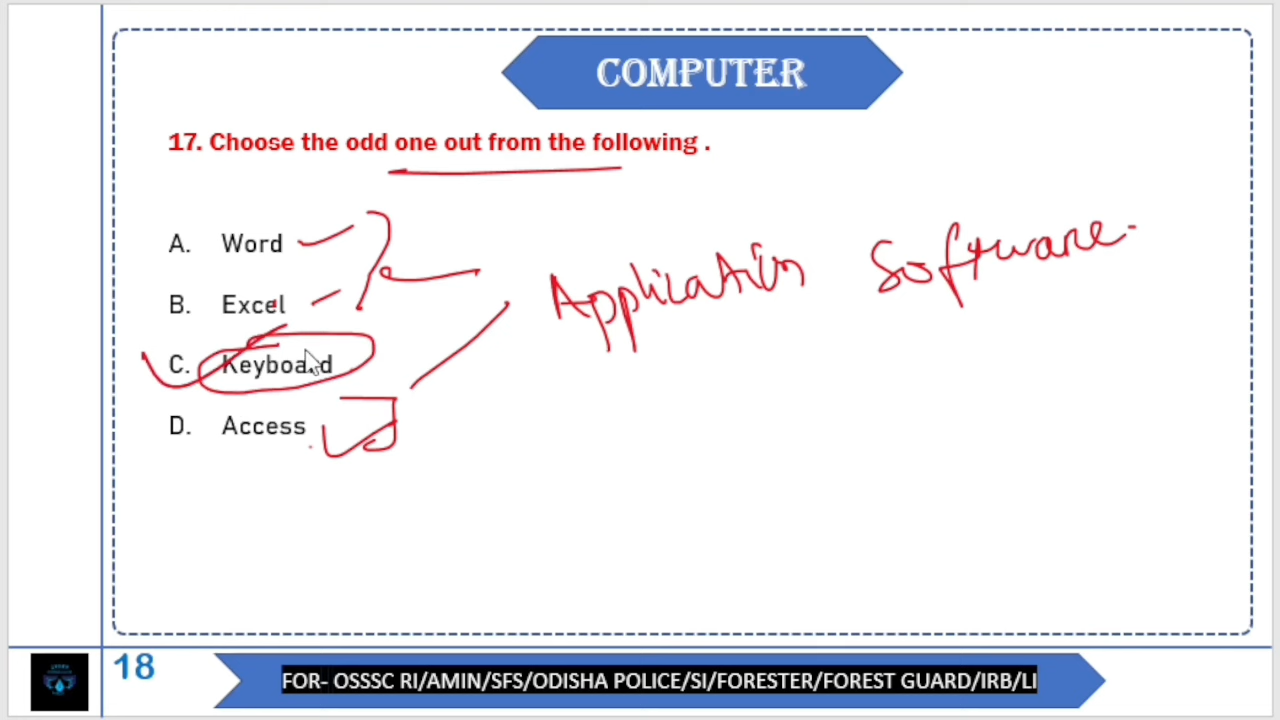 COMPUTER
17. Choose the odd one out from the following .
A. Word
B. Excel
C. Keyboard
D. Access
Application Software.
18
FOR- OSSSC RI/AMIN/SFS/ODISHA POLICE/SI/FORESTER/FOREST GUARD/IRB/LI